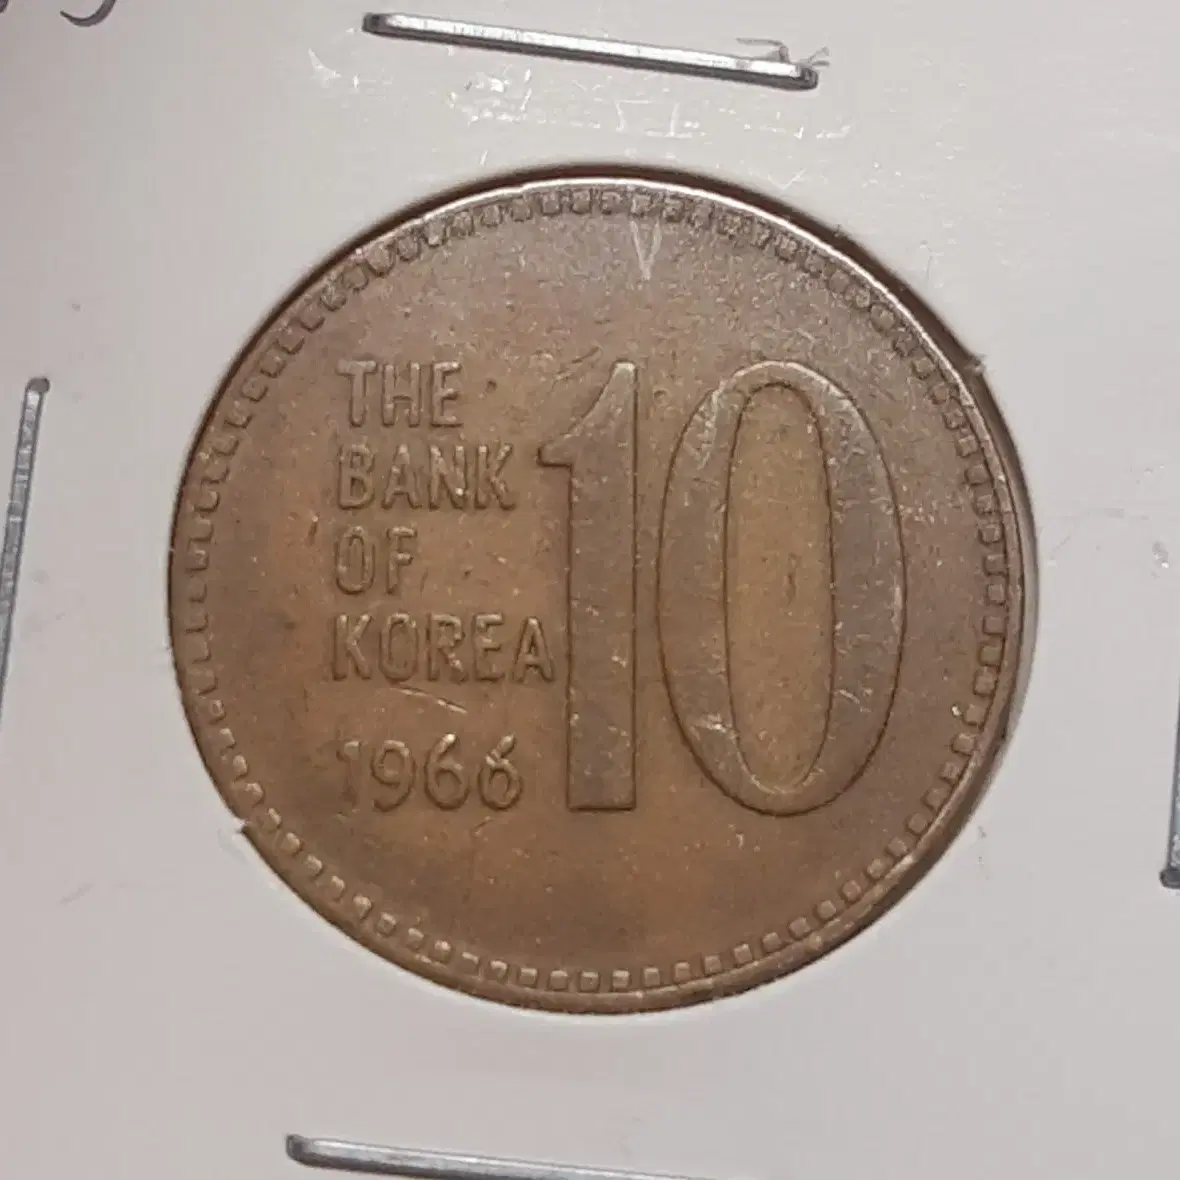 THE
BANK
OF
KOREA
1966
10